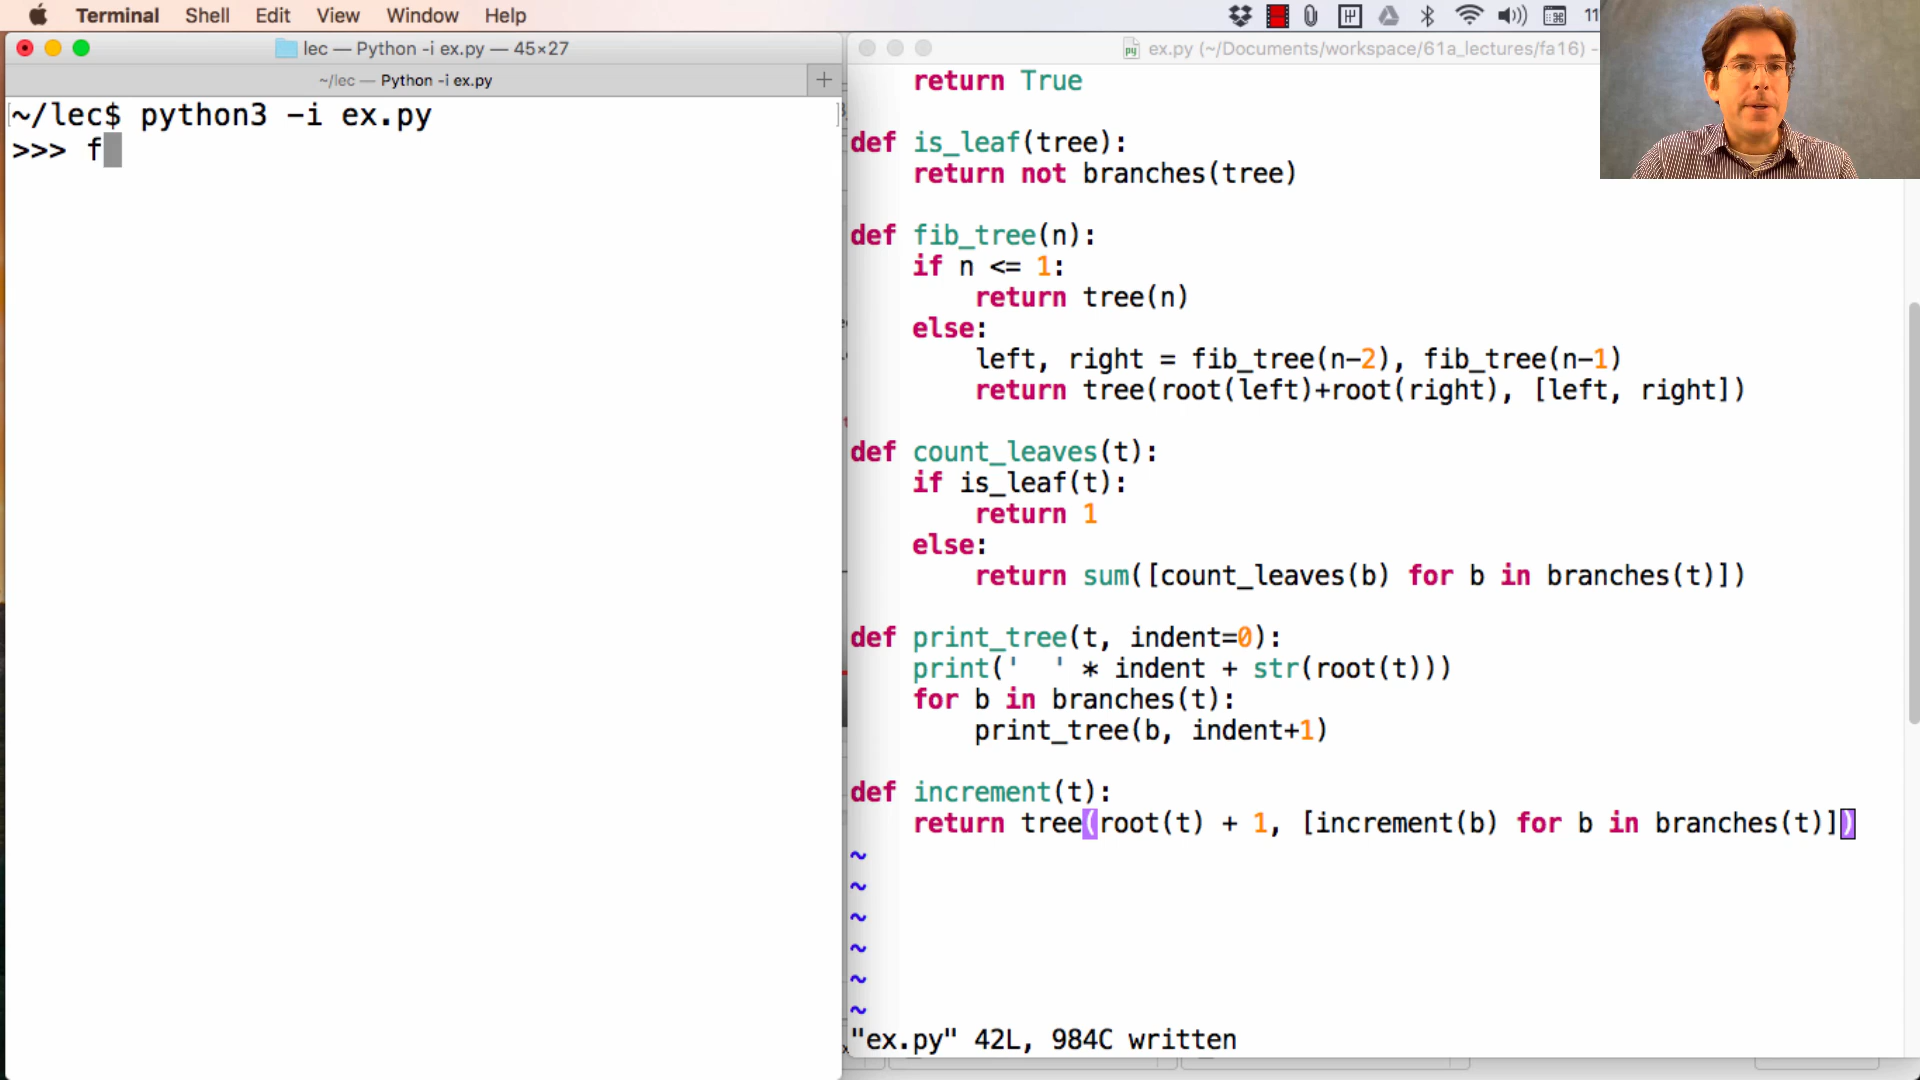 Terminal Shell Edit View Window Help 11
lec — Python -i ex.py — 45×27
~/lec — Python -i ex.py
~/lec$ python3 -i ex.py
>>> f
ex.py (~/Documents/workspace/61a_lectures/fa16) -
return True
def is_leaf(tree):
return not branches(tree)
def fib_tree(n):
if n <= 1:
return tree(n)
else:
left, right = fib_tree(n-2), fib_tree(n-1)
return tree(root(left)+root(right), [left, right])
def count_leaves(t):
if is_leaf(t):
return 1
else:
return sum([count_leaves(b) for b in branches(t)])
def print_tree(t, indent=0):
print('  ' * indent + str(root(t)))
for b in branches(t):
print_tree(b, indent+1)
def increment(t):
return tree(root(t) + 1, [increment(b) for b in branches(t)])
~
~
~
~
~
~
"ex.py" 42L, 984C written